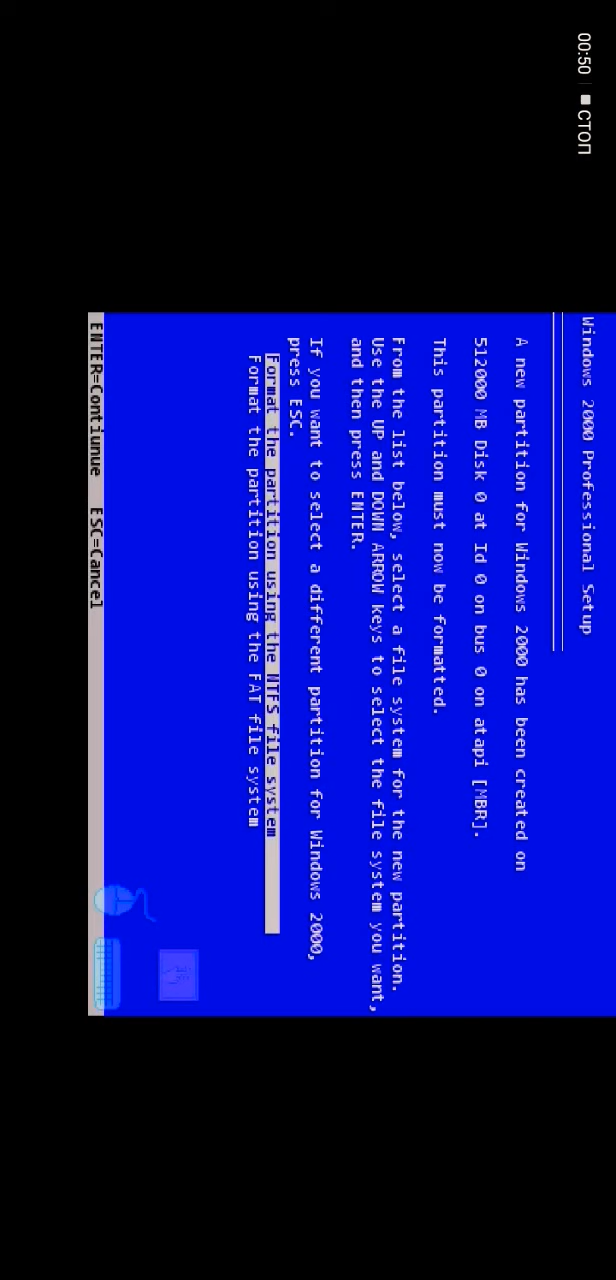 00:50 СТОП
Windows 2000 Professional Setup
A new partition for Windows 2000 has been created on
512000 MB Disk 0 at Id 0 on bus 0 on atapi [MBR].
This partition must now be formatted.
From the list below, select a file system for the new partition.
Use the UP and DOWN ARROW keys to select the file system you want,
and then press ENTER.
If you want to select a different partition for Windows 2000,
press ESC.
Format the partition using the NTFS file system
Format the partition using the FAT file system
ENTER=Contiunue ESC=Cancel